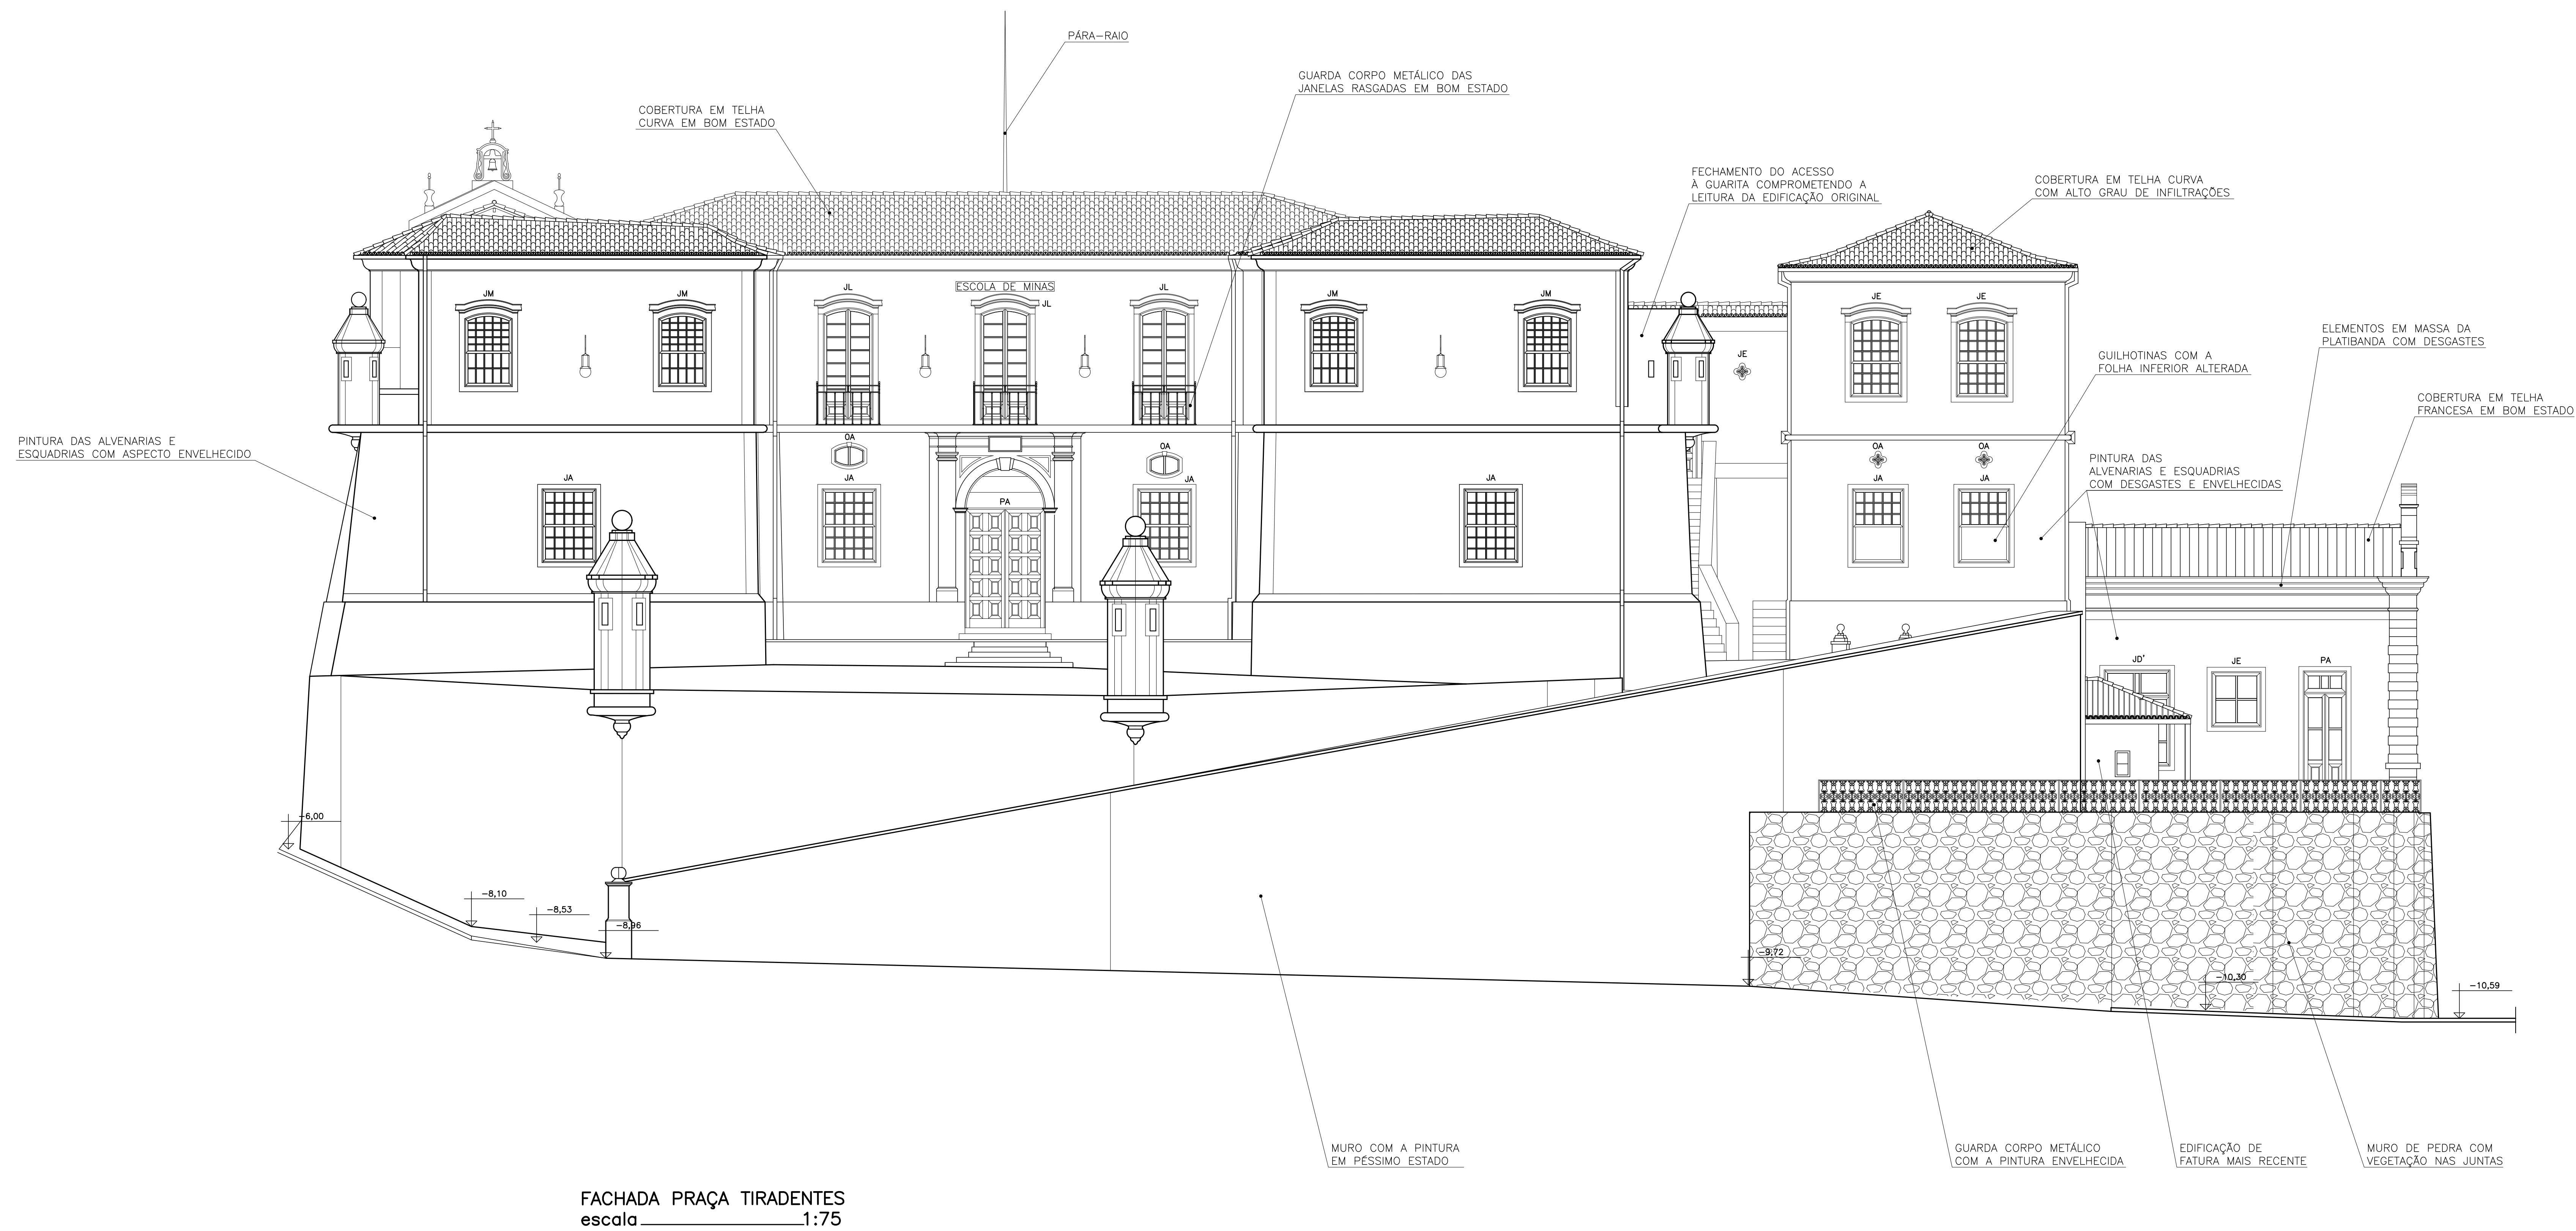 PÁRA-RAIO
GUARDA CORPO METÁLICO DAS
JANELAS RASGADAS EM BOM ESTADO
COBERTURA EM TELHA
CURVA EM BOM ESTADO
FECHAMENTO DO ACESSO
À GUARITA COMPROMETENDO A
LEITURA DA EDIFICAÇÃO ORIGINAL
COBERTURA EM TELHA CURVA
COM ALTO GRAU DE INFILTRAÇÕES
JM
JM
JL
ESCOLA DE MINAS
JL
JL
JM
JM
JE
JE
JE
ELEMENTOS EM MASSA DA
PLATIBANDA COM DESGASTES
GUILHOTINAS COM A
FOLHA INFERIOR ALTERADA
COBERTURA EM TELHA
FRANCESA EM BOM ESTADO
PINTURA DAS ALVENARIAS E
ESQUADRIAS COM ASPECTO ENVELHECIDO
OA
OA
OA
OA
PINTURA DAS
ALVENARIAS E ESQUADRIAS
COM DESGASTES E ENVELHECIDAS
JA
JA
JA
JA
JA
JA
PA
JD'
JE
PA
-6,00
-8,10
-8,53
-8,96
-9,72
-10,30
-10,59
MURO COM A PINTURA
EM PÉSSIMO ESTADO
GUARDA CORPO METÁLICO
COM A PINTURA ENVELHECIDA
EDIFICAÇÃO DE
FATURA MAIS RECENTE
MURO DE PEDRA COM
VEGETAÇÃO NAS JUNTAS
FACHADA PRAÇA TIRADENTES
escala 1:75